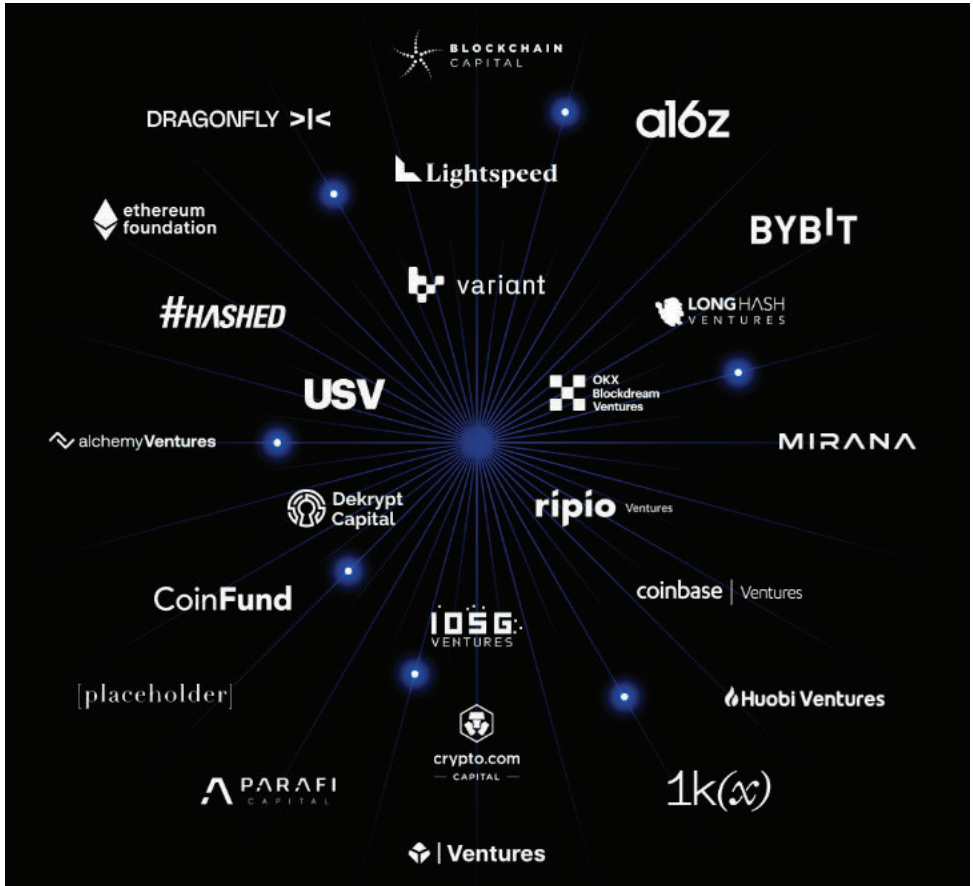 BLOCKCHAIN
CAPITAL
DRAGONFLY >|<
a16z
Lightspeed
ethereum
foundation
BYBIT
variant
#HASHED
LONGHASH
VENTURES
USV
OKX
Blockdream
Ventures
alchemyVentures
MIRANA
Dekrypt
Capital
ripio Ventures
CoinFund
coinbase | Ventures
IOSG
VENTURES
[placeholder]
Huobi Ventures
crypto.com
CAPITAL
PARAFI
CAPITAL
1k(x)
| Ventures